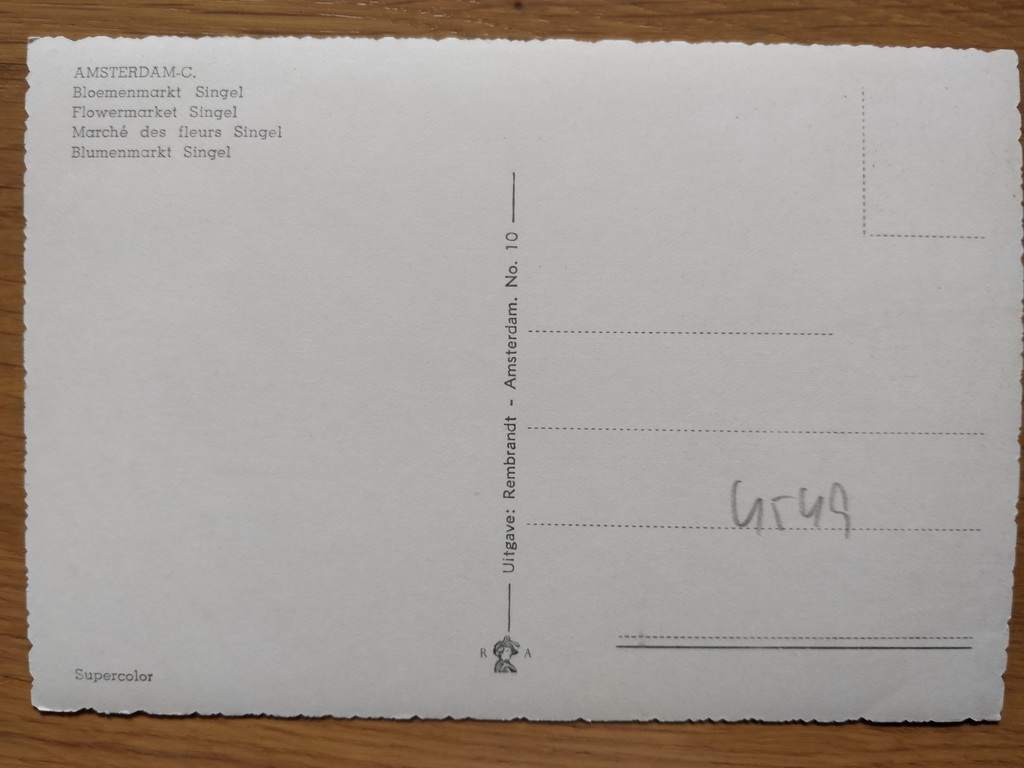 AMSTERDAM-C.
Bloemenmarkt Singel
Flowermarket Singel
Marché des fleurs Singel
Blumenmarkt Singel
Uitgave: Rembrandt - Amsterdam. No. 10
4549
R A
Supercolor